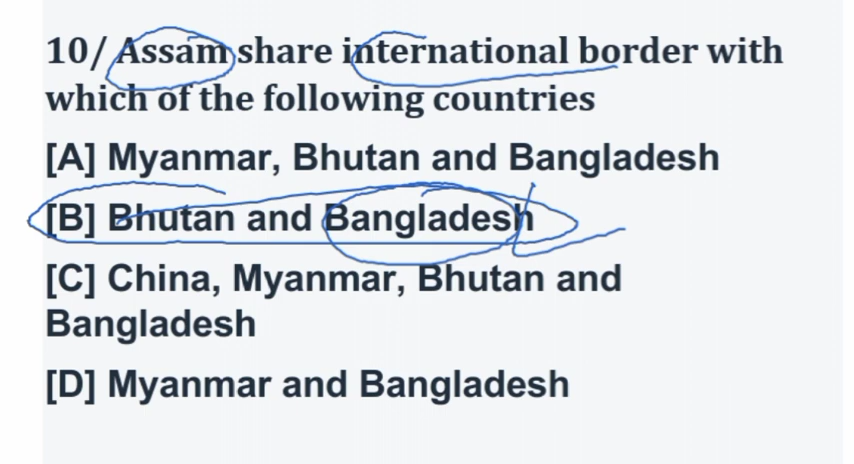 10/ Assam share international border with
which of the following countries
[A] Myanmar, Bhutan and Bangladesh
[B] Bhutan and Bangladesh
[C] China, Myanmar, Bhutan and
Bangladesh
[D] Myanmar and Bangladesh